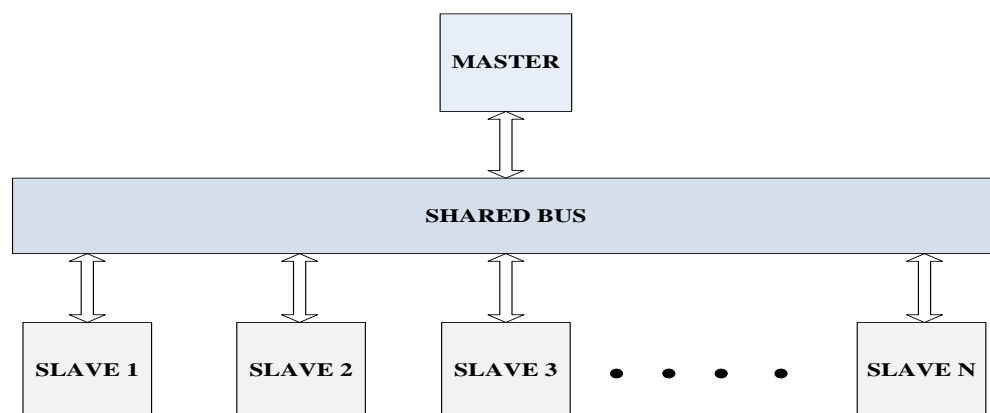 MASTER
SHARED BUS
SLAVE 1
SLAVE 2
SLAVE 3
SLAVE N